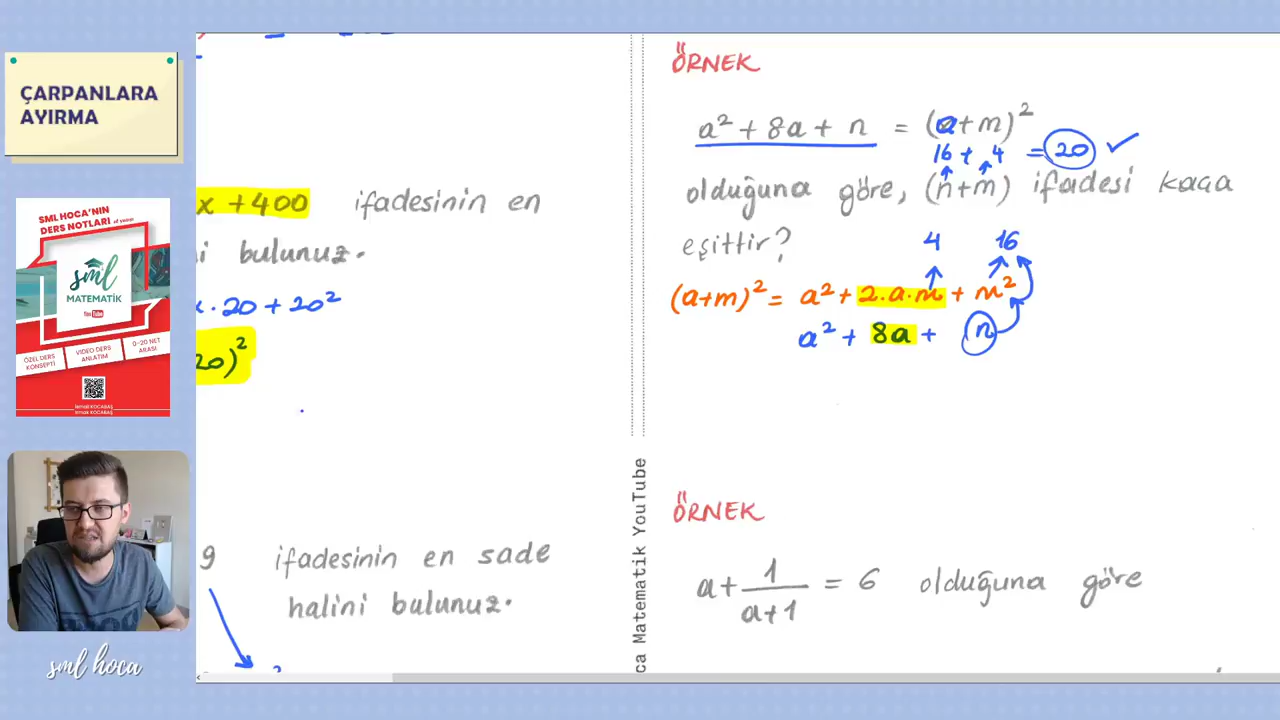 ÇARPANLARA
AYIRMA
SML HOCA'NIN
DERS NOTLARI
sml
MATEMATİK
YouTube
ÖZEL DERS
KONSEPTİ
VIDEO DERS
ANLATIM
0-20 NET
ARASI
sml hoca
x + 400 ifadesinin en
i bulunuz.
x . 20 + 20²
20)²
9 ifadesinin en sade
halini bulunuz.
ca Matematik YouTube
ÖRNEK
a² + 8a + n = (a+m)²
16 + 4 = 20
olduğuna göre, (n+m) ifadesi kaça
eşittir?
4 16
(a+m)² = a² + 2.a.m + m²
a² + 8a + n
ÖRNEK
a + 1/(a+1) = 6 olduğuna göre